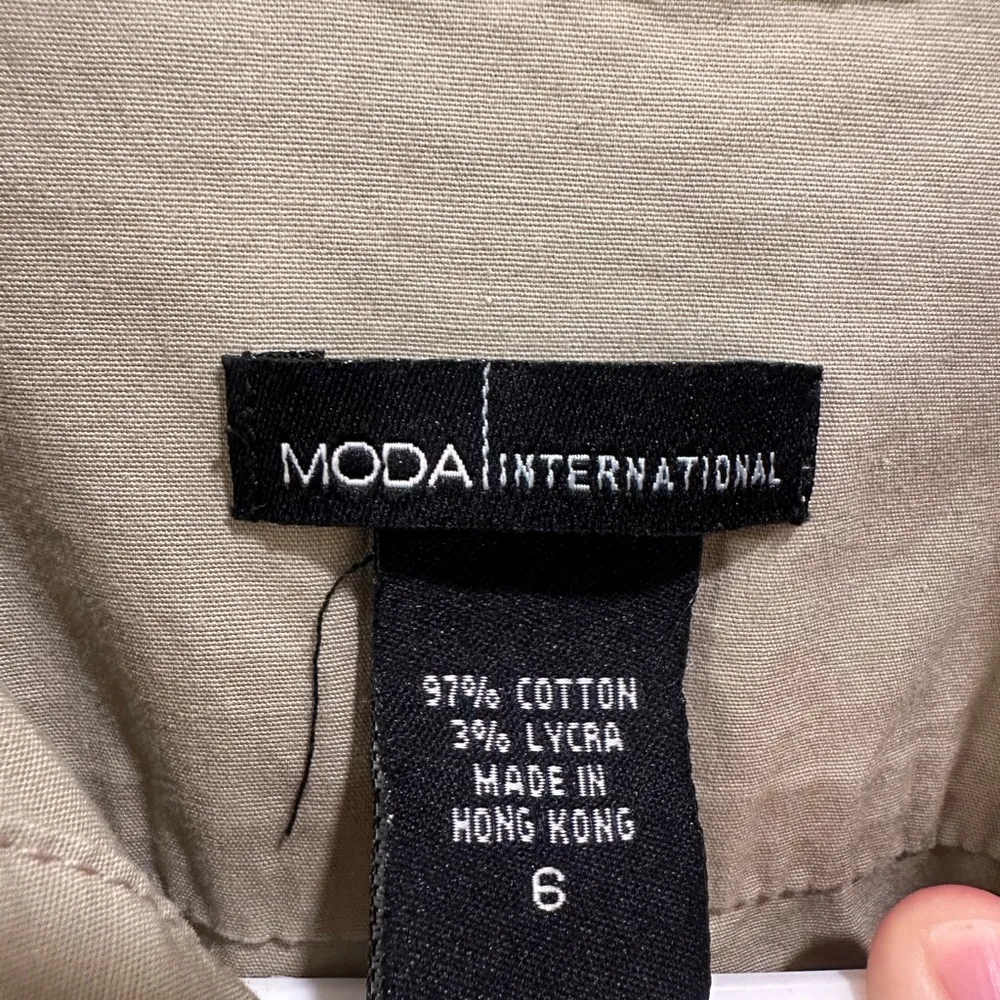 MODA INTERNATIONAL
97% COTTON
3% LYCRA
MADE IN
HONG KONG
6